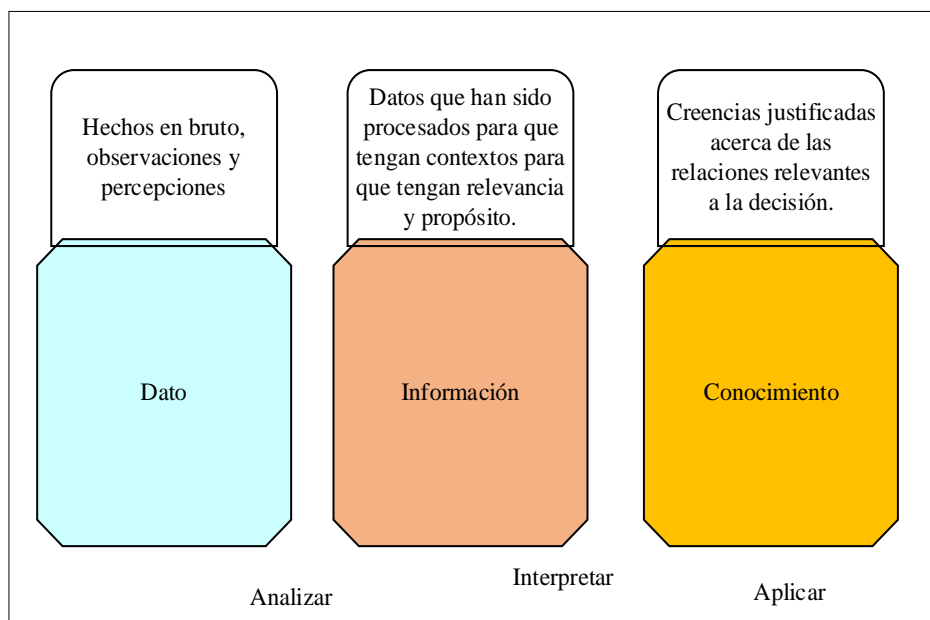 Hechos en bruto,
observaciones y
percepciones
Datos que han sido
procesados para que
tengan contextos para
que tengan relevancia
y propósito.
Creencias justificadas
acerca de las
relaciones relevantes
a la decisión.
Dato
Información
Conocimiento
Analizar
Interpretar
Aplicar